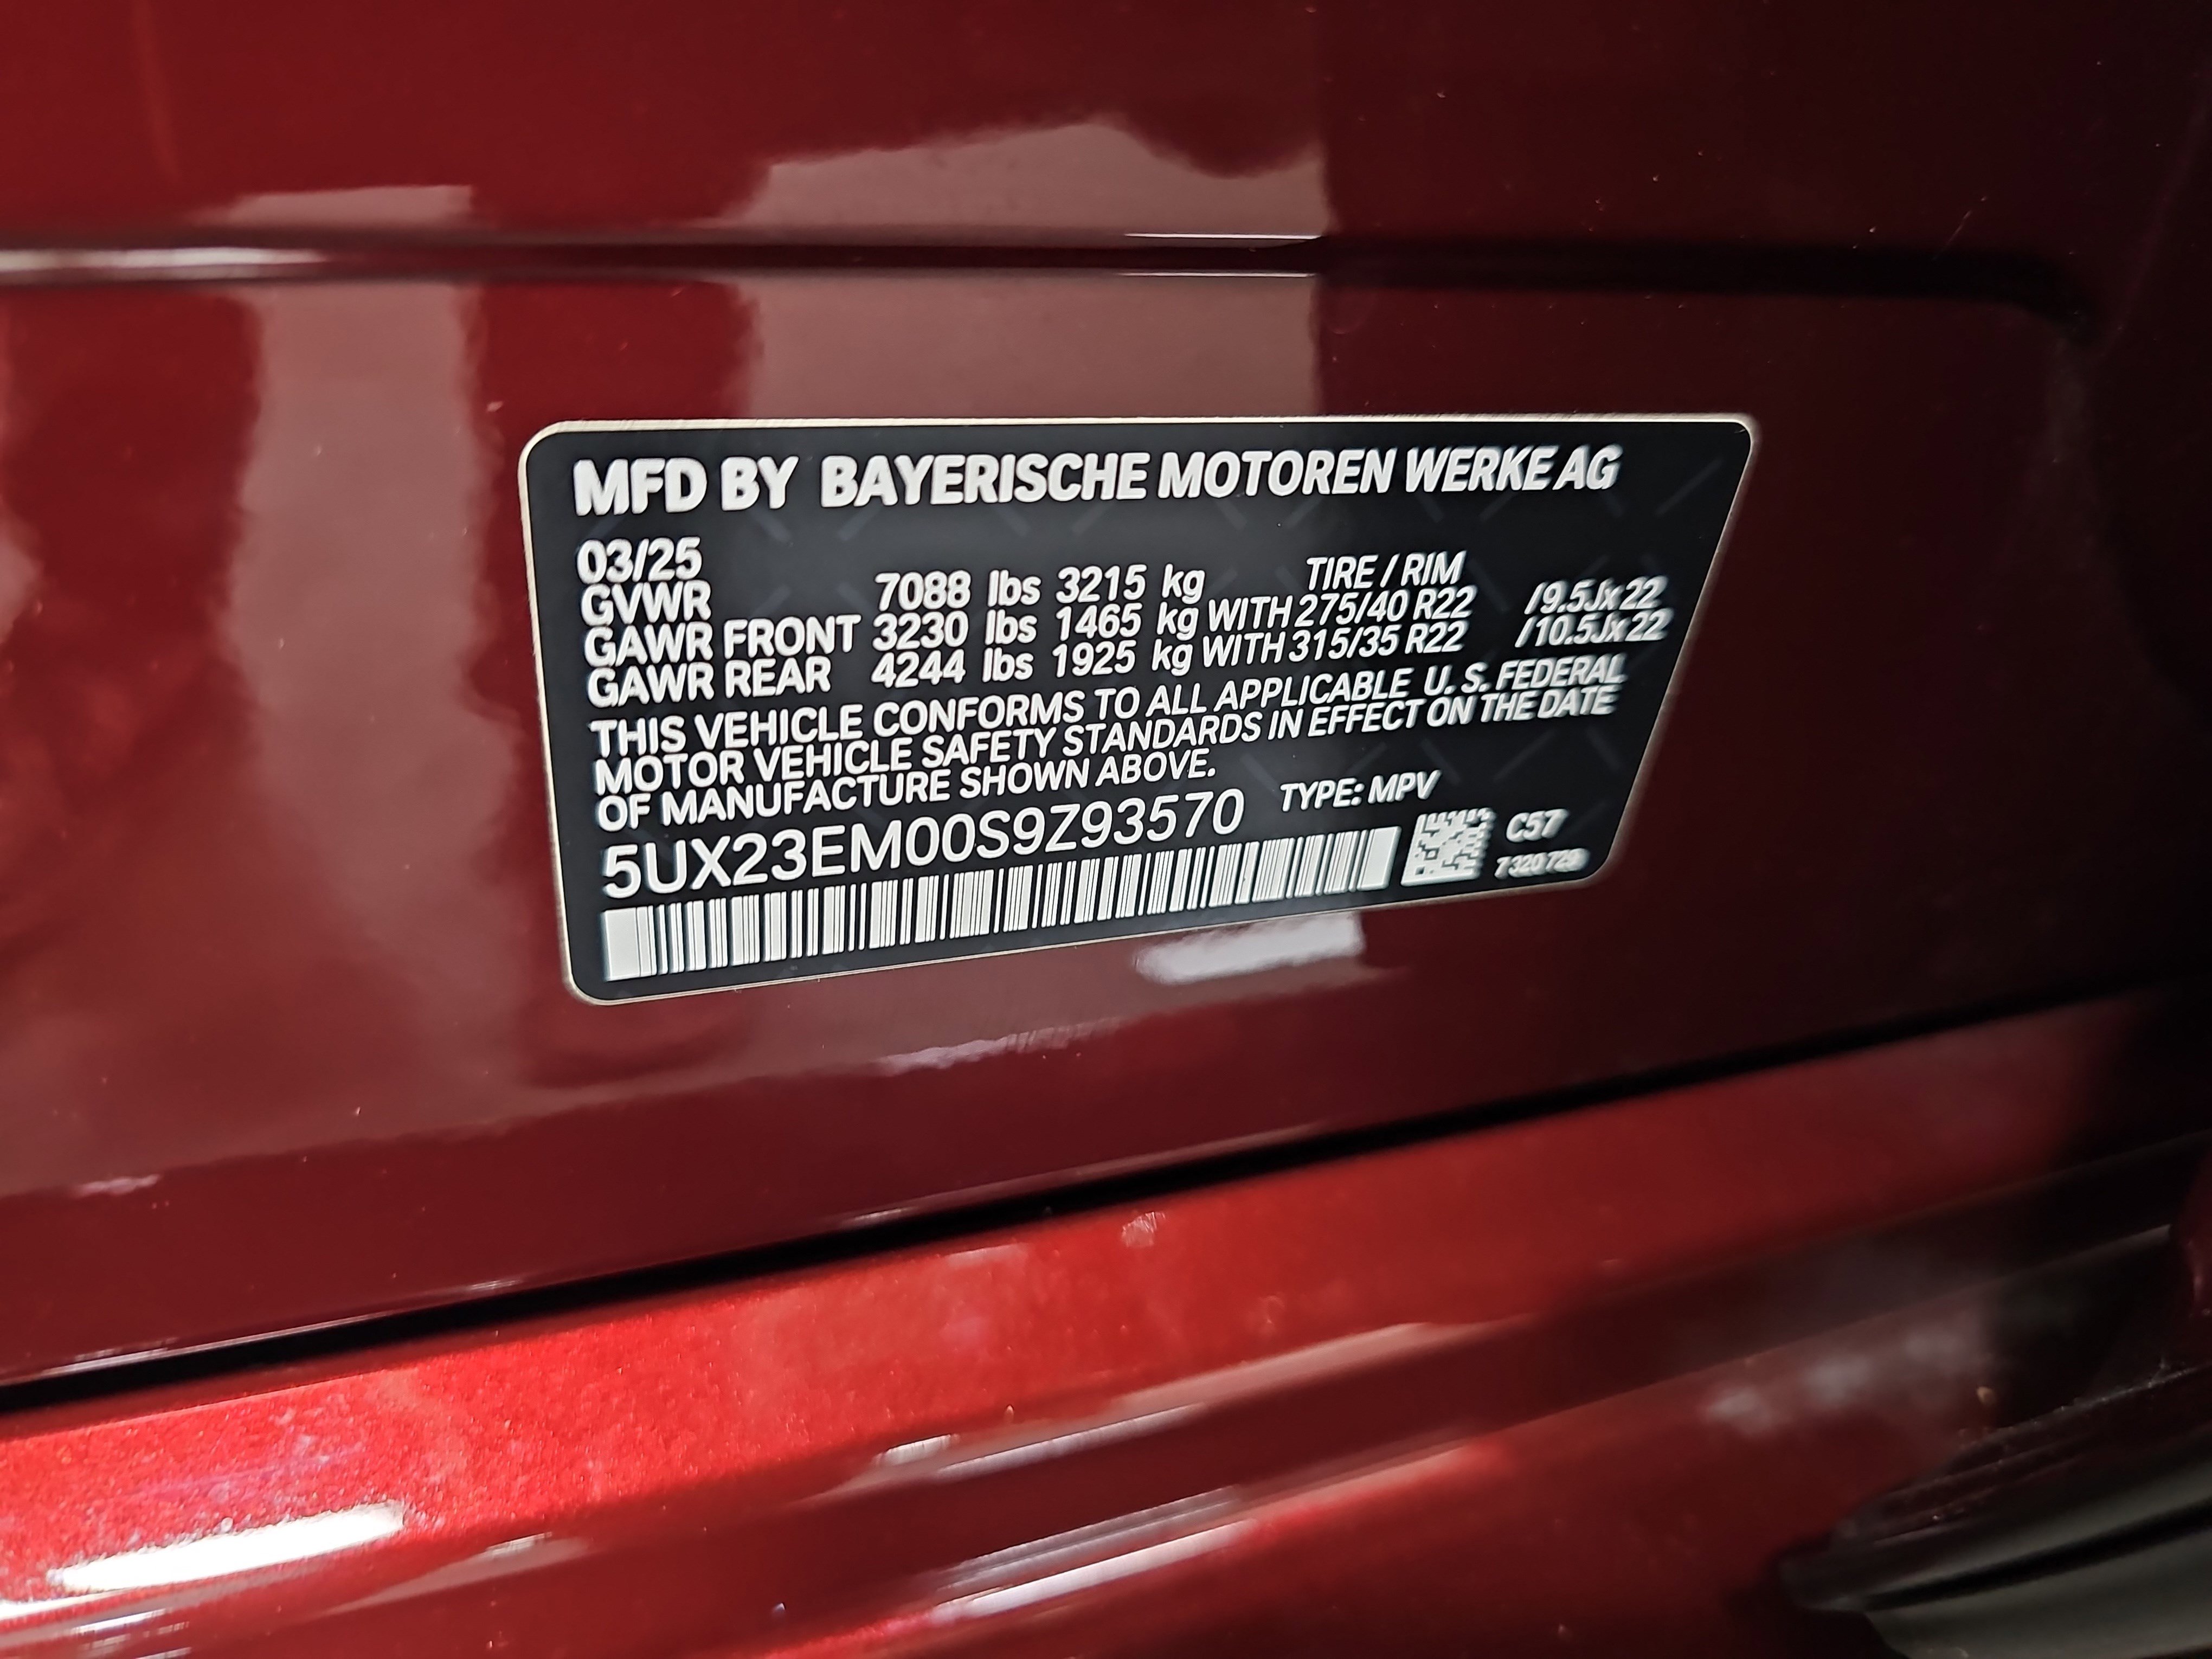 MFD BY BAYERISCHE MOTOREN WERKE AG
03/25
TIRE / RIM
GVWR 7088 lbs 3215 kg
GAWR FRONT 3230 lbs 1465 kg WITH 275/40 R22 /9.5Jx22
GAWR REAR 4244 lbs 1925 kg WITH 315/35 R22 /10.5Jx22
THIS VEHICLE CONFORMS TO ALL APPLICABLE U. S. FEDERAL
MOTOR VEHICLE SAFETY STANDARDS IN EFFECT ON THE DATE
OF MANUFACTURE SHOWN ABOVE.
5UX23EM00S9Z93570 TYPE: MPV
C57